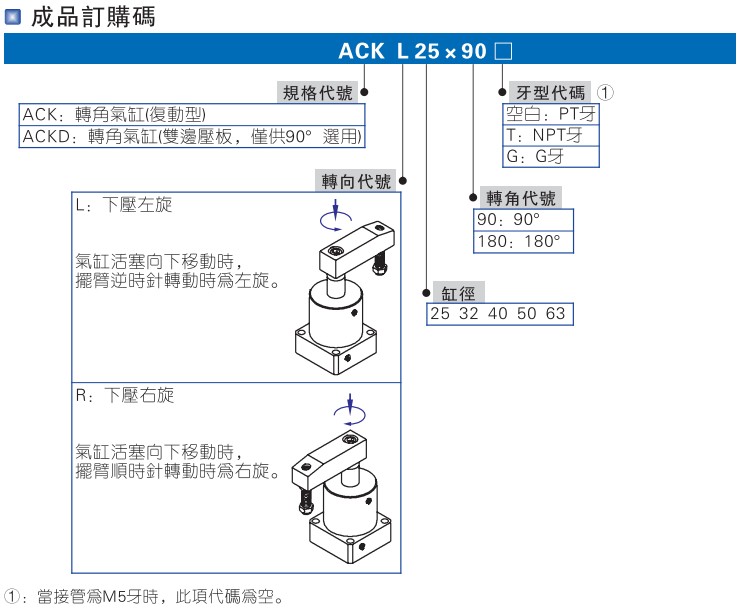 成品訂購碼
ACK L 25×90 □
規格代號
ACK：轉角氣缸(復動型)
ACKD：轉角氣缸(雙邊壓板，僅供90° 選用)
牙型代碼 ①
空白：PT牙
T：NPT牙
G：G牙
轉向代號
L：下壓左旋
氣缸活塞向下移動時，
擺臂逆時針轉動時爲左旋。
R：下壓右旋
氣缸活塞向下移動時，
擺臂順時針轉動時爲右旋。
轉角代號
90：90°
180：180°
缸徑
25 32 40 50 63
①：當接管爲M5牙時，此項代碼爲空。